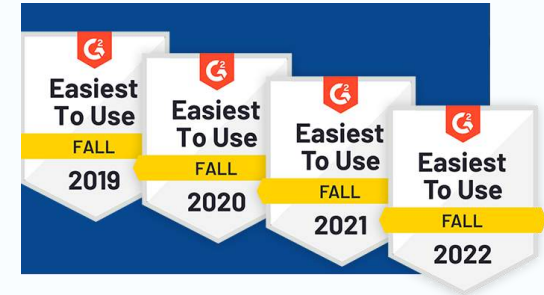 G2
Easiest
To Use
FALL
2019
G2
Easiest
To Use
FALL
2020
G2
Easiest
To Use
FALL
2021
G2
Easiest
To Use
FALL
2022